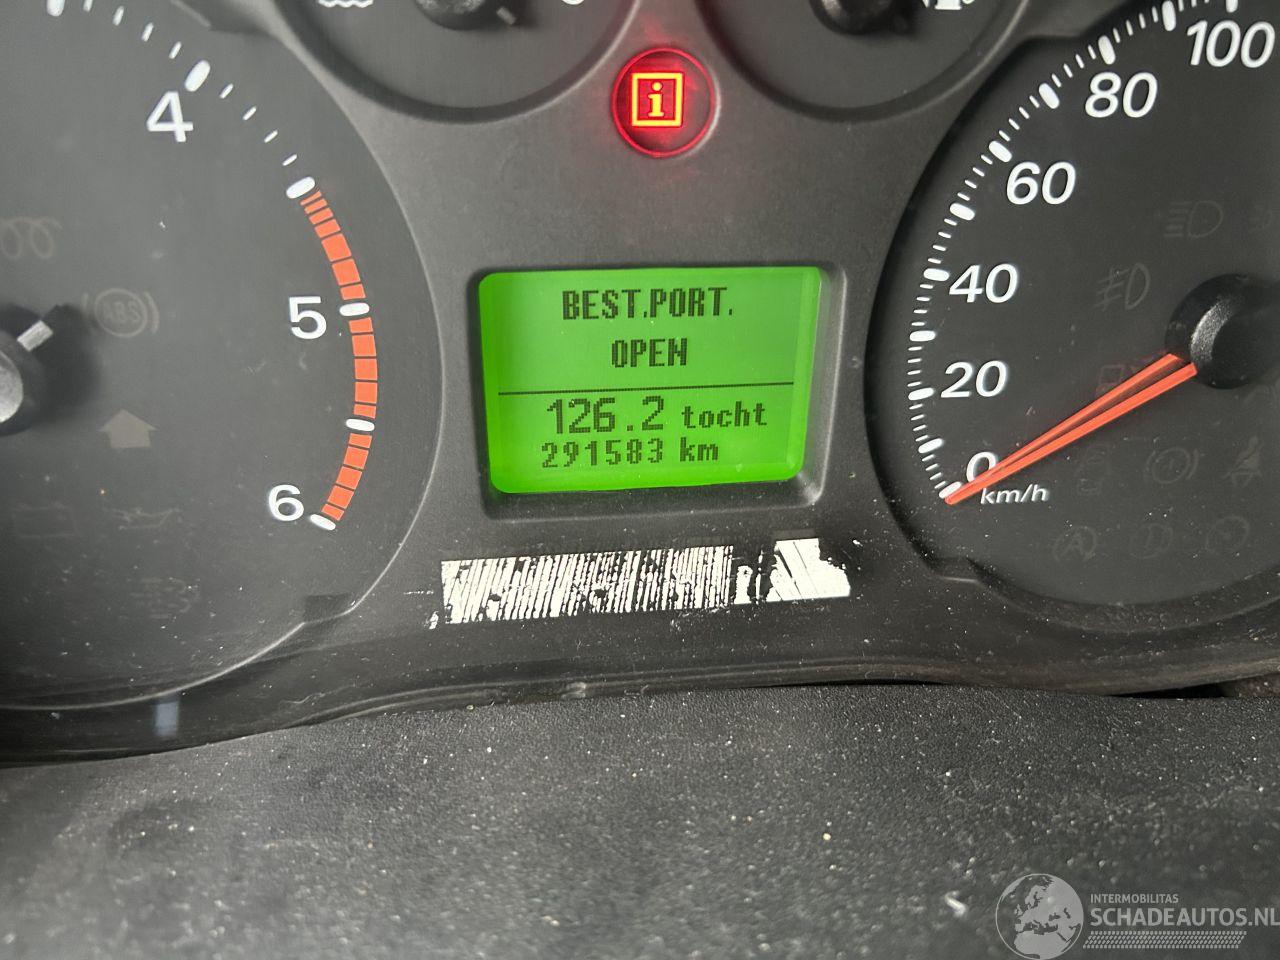 4
5
6
i
BEST.PORT.
OPEN
126.2 tocht
291583 km
100
80
60
40
20
0
km/h
ABS
INTERMOBILITAS
SCHADEAUTOS.NL